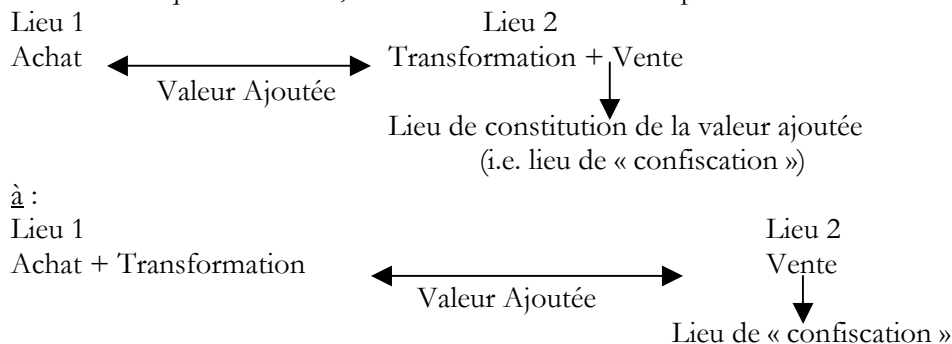 Lieu 1 Lieu 2
Achat Transformation + Vente
Valeur Ajoutée
Lieu de constitution de la valeur ajoutée
(i.e. lieu de « confiscation »)
à :
Lieu 1 Lieu 2
Achat + Transformation Vente
Valeur Ajoutée
Lieu de « confiscation »